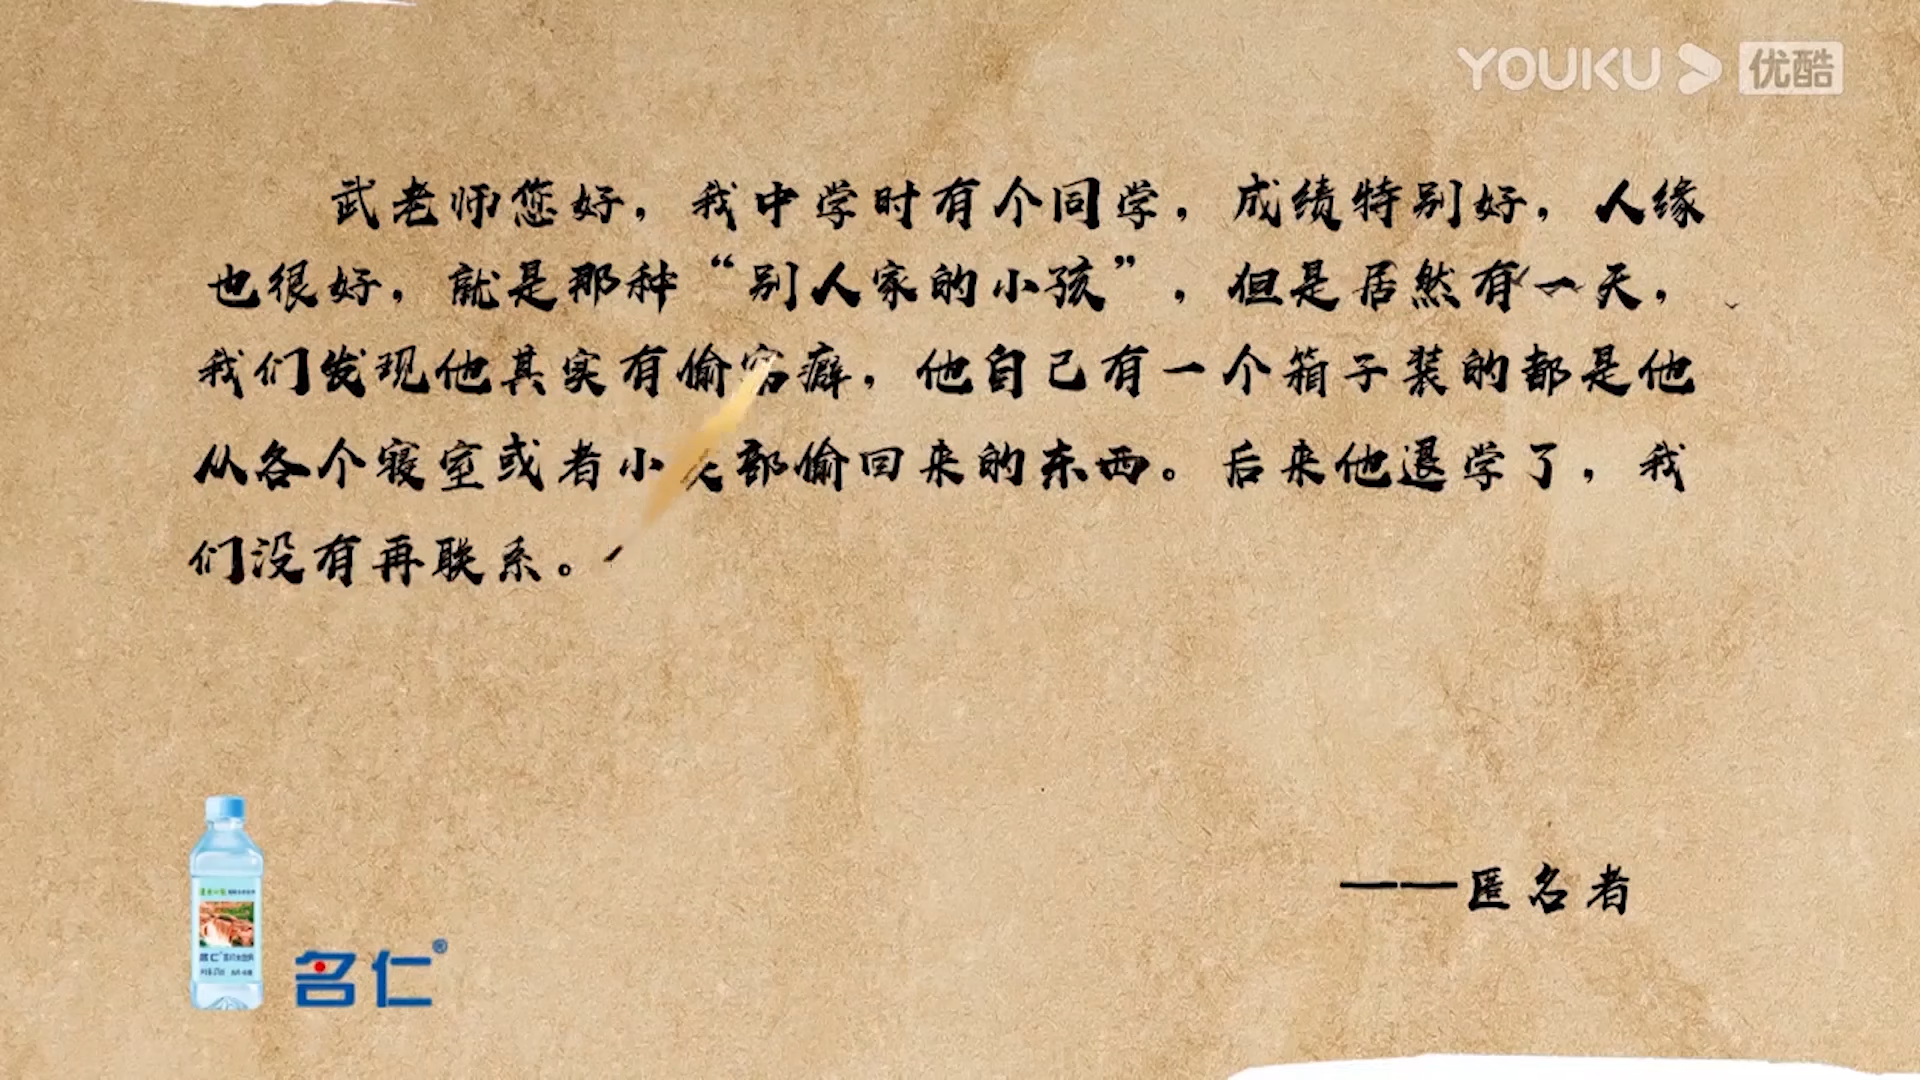 YOUKU 优酷
武老师您好，我中学时有个同学，成绩特别好，人缘
也很好，就是那种“别人家的小孩”，但是居然有一天，
我们发现他其实有偷窃癖，他自己有一个箱子装的都是他
从各个寝室或者小卖部偷回来的东西。后来他退学了，我
们没有再联系。
——匿名者
名仁®
名仁